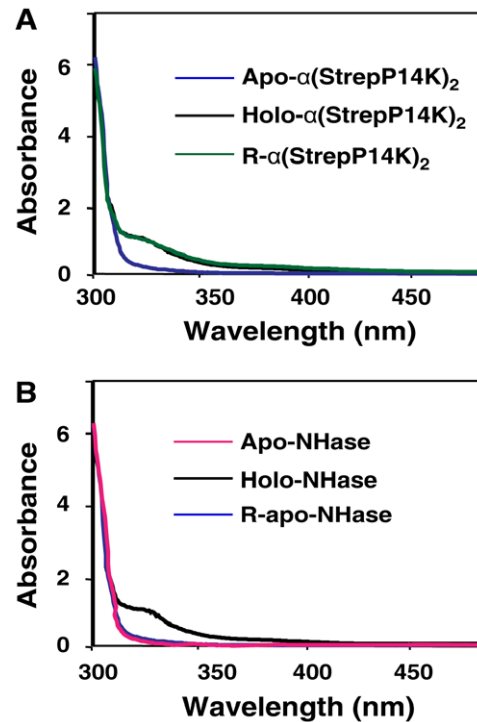 A
Absorbance
6
4
2
0
Apo-α(StrepP14K)₂
Holo-α(StrepP14K)₂
R-α(StrepP14K)₂
300
350
400
450
Wavelength (nm)
B
Absorbance
6
4
2
0
Apo-NHase
Holo-NHase
R-apo-NHase
300
350
400
450
Wavelength (nm)